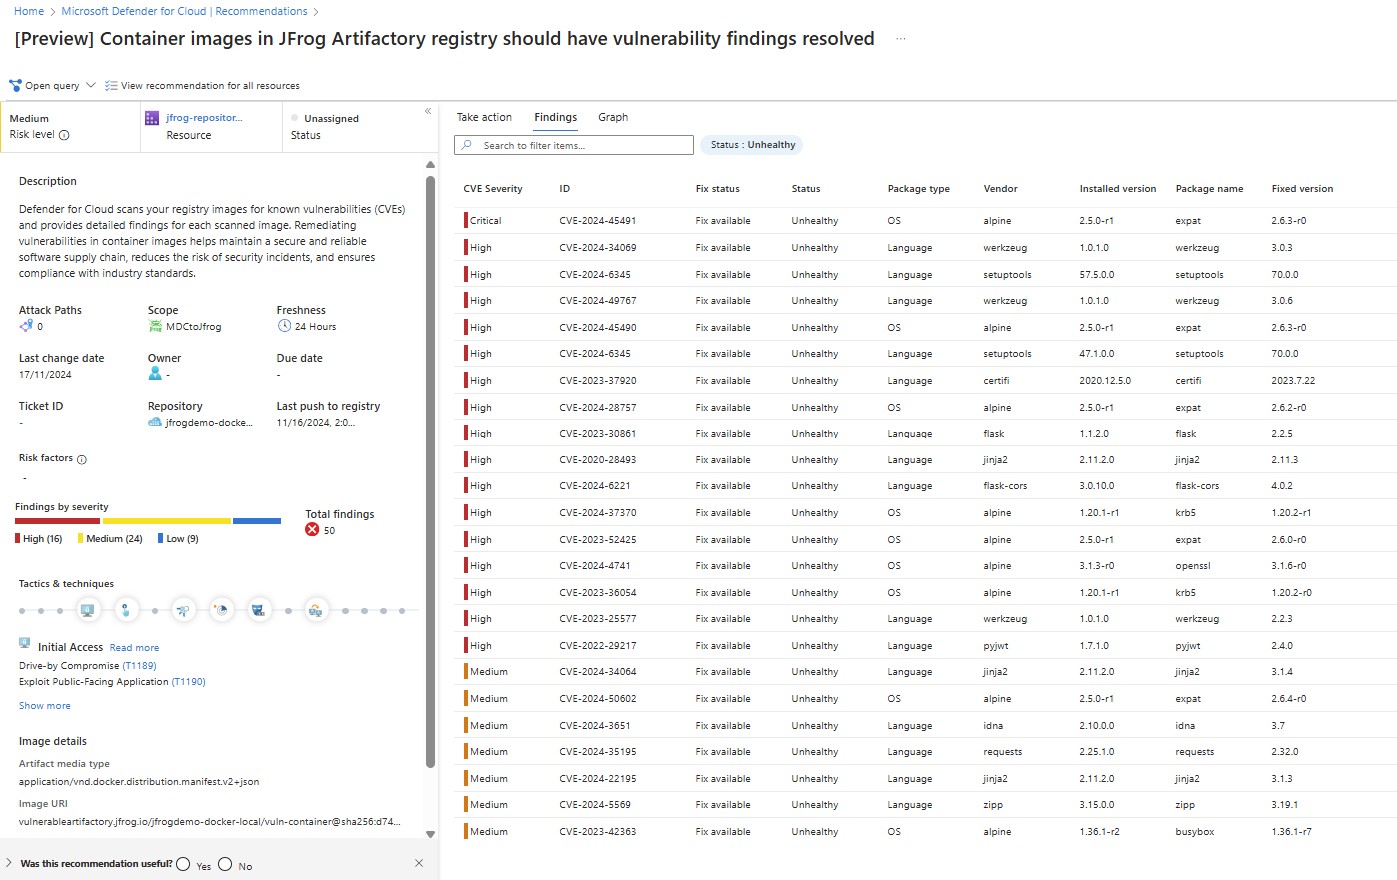 Home > Microsoft Defender for Cloud | Recommendations >
[Preview] Container images in JFrog Artifactory registry should have vulnerability findings resolved ...
Open query View recommendation for all resources
Medium
Risk level
jfrog-repositor...
Resource
Unassigned
Status
«
Description
Defender for Cloud scans your registry images for known vulnerabilities (CVEs)
and provides detailed findings for each scanned image. Remediating
vulnerabilities in container images helps maintain a secure and reliable
software supply chain, reduces the risk of security incidents, and ensures
compliance with industry standards.
Attack Paths Scope Freshness
0 MDCtoJfrog 24 Hours
Last change date Owner Due date
17/11/2024 - -
Ticket ID Repository Last push to registry
- jfrogdemo-docke... 11/16/2024, 2:0...
Risk factors
-
Findings by severity
High (16) Medium (24) Low (9)
Total findings
50
Tactics & techniques
Initial Access Read more
Drive-by Compromise (T1189)
Exploit Public-Facing Application (T1190)
Show more
Image details
Artifact media type
application/vnd.docker.distribution.manifest.v2+json
Image URI
vulnerableartifactory.jfrog.io/jfrogdemo-docker-local/vuln-container@sha256:d74...
Was this recommendation useful? Yes No
Take action Findings Graph
Search to filter items... Status : Unhealthy
CVE Severity ID Fix status Status Package type Vendor Installed version Package name Fixed version
Critical CVE-2024-45491 Fix available Unhealthy OS alpine 2.5.0-r1 expat 2.6.3-r0
High CVE-2024-34069 Fix available Unhealthy Language werkzeug 1.0.1.0 werkzeug 3.0.3
High CVE-2024-6345 Fix available Unhealthy Language setuptools 57.5.0.0 setuptools 70.0.0
High CVE-2024-49767 Fix available Unhealthy Language werkzeug 1.0.1.0 werkzeug 3.0.6
High CVE-2024-45490 Fix available Unhealthy OS alpine 2.5.0-r1 expat 2.6.3-r0
High CVE-2024-6345 Fix available Unhealthy Language setuptools 47.1.0.0 setuptools 70.0.0
High CVE-2023-37920 Fix available Unhealthy Language certifi 2020.12.5.0 certifi 2023.7.22
High CVE-2024-28757 Fix available Unhealthy OS alpine 2.5.0-r1 expat 2.6.2-r0
High CVE-2023-30861 Fix available Unhealthy Language flask 1.1.2.0 flask 2.2.5
High CVE-2020-28493 Fix available Unhealthy Language jinja2 2.11.2.0 jinja2 2.11.3
High CVE-2024-6221 Fix available Unhealthy Language flask-cors 3.0.10.0 flask-cors 4.0.2
High CVE-2024-37370 Fix available Unhealthy OS alpine 1.20.1-r1 krb5 1.20.2-r1
High CVE-2023-52425 Fix available Unhealthy OS alpine 2.5.0-r1 expat 2.6.0-r0
High CVE-2024-4741 Fix available Unhealthy OS alpine 3.1.3-r0 openssl 3.1.6-r0
High CVE-2023-36054 Fix available Unhealthy OS alpine 1.20.1-r1 krb5 1.20.2-r0
High CVE-2023-25577 Fix available Unhealthy Language werkzeug 1.0.1.0 werkzeug 2.2.3
High CVE-2022-29217 Fix available Unhealthy Language pyjwt 1.7.1.0 pyjwt 2.4.0
Medium CVE-2024-34064 Fix available Unhealthy Language jinja2 2.11.2.0 jinja2 3.1.4
Medium CVE-2024-50602 Fix available Unhealthy OS alpine 2.5.0-r1 expat 2.6.4-r0
Medium CVE-2024-3651 Fix available Unhealthy Language idna 2.10.0.0 idna 3.7
Medium CVE-2024-35195 Fix available Unhealthy Language requests 2.25.1.0 requests 2.32.0
Medium CVE-2024-22195 Fix available Unhealthy Language jinja2 2.11.2.0 jinja2 3.1.3
Medium CVE-2024-5569 Fix available Unhealthy Language zipp 3.15.0.0 zipp 3.19.1
Medium CVE-2023-42363 Fix available Unhealthy OS alpine 1.36.1-r2 busybox 1.36.1-r7